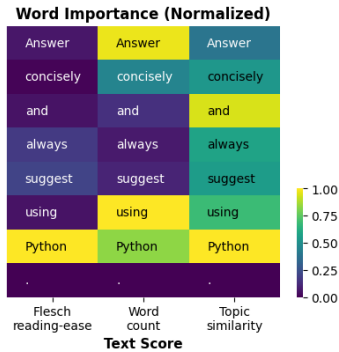 Word Importance (Normalized)
Answer Answer Answer
concisely concisely concisely
and and and
always always always
suggest suggest suggest
using using using
Python Python Python
. . .
1.00
0.75
0.50
0.25
0.00
Flesch
reading-ease
Word
count
Topic
similarity
Text Score